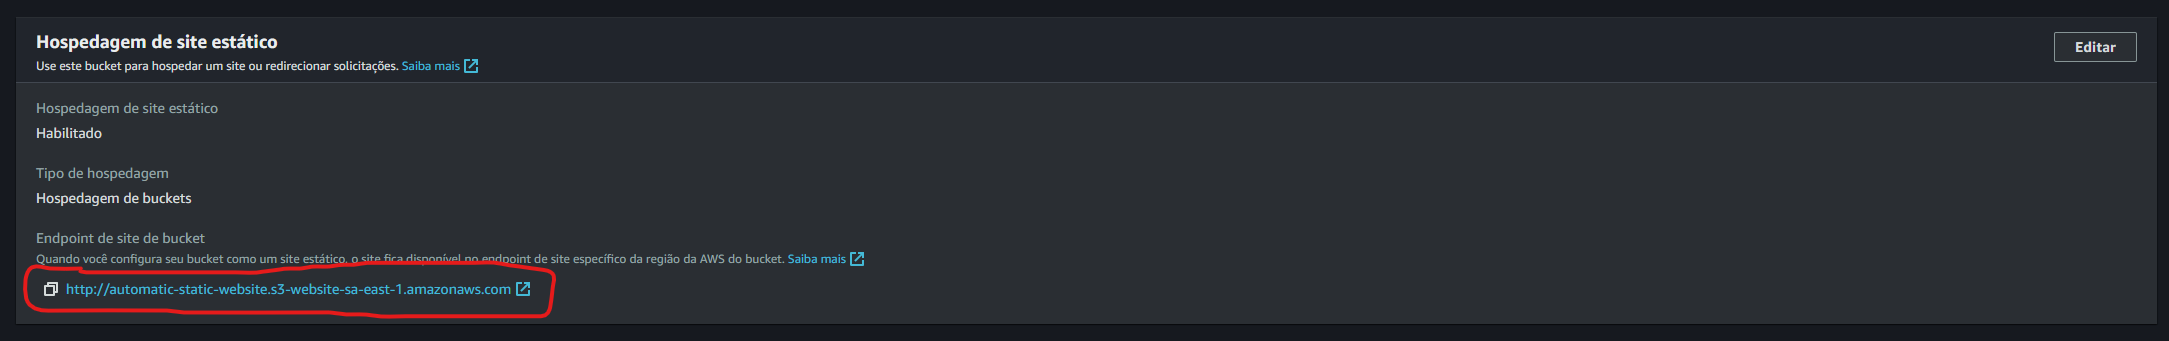 Hospedagem de site estático
Editar
Use este bucket para hospedar um site ou redirecionar solicitações. Saiba mais
Hospedagem de site estático
Habilitado
Tipo de hospedagem
Hospedagem de buckets
Endpoint de site de bucket
Quando você configura seu bucket como um site estático, o site fica disponível no endpoint de site específico da região da AWS do bucket. Saiba mais
http://automatic-static-website.s3-website-sa-east-1.amazonaws.com